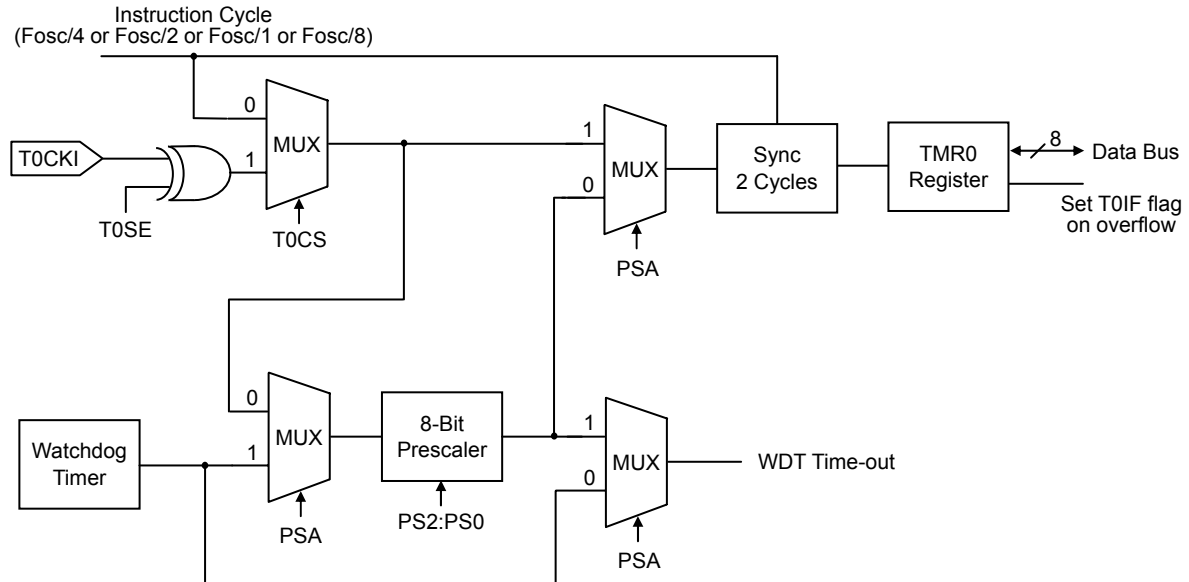 Instruction Cycle
(Fosc/4 or Fosc/2 or Fosc/1 or Fosc/8)
0
MUX
1
T0CKI
T0SE
T0CS
1
MUX
0
PSA
Sync
2 Cycles
TMR0
Register
8
Data Bus
Set T0IF flag
on overflow
0
MUX
1
Watchdog
Timer
PSA
8-Bit
Prescaler
PS2:PS0
1
MUX
0
PSA
WDT Time-out